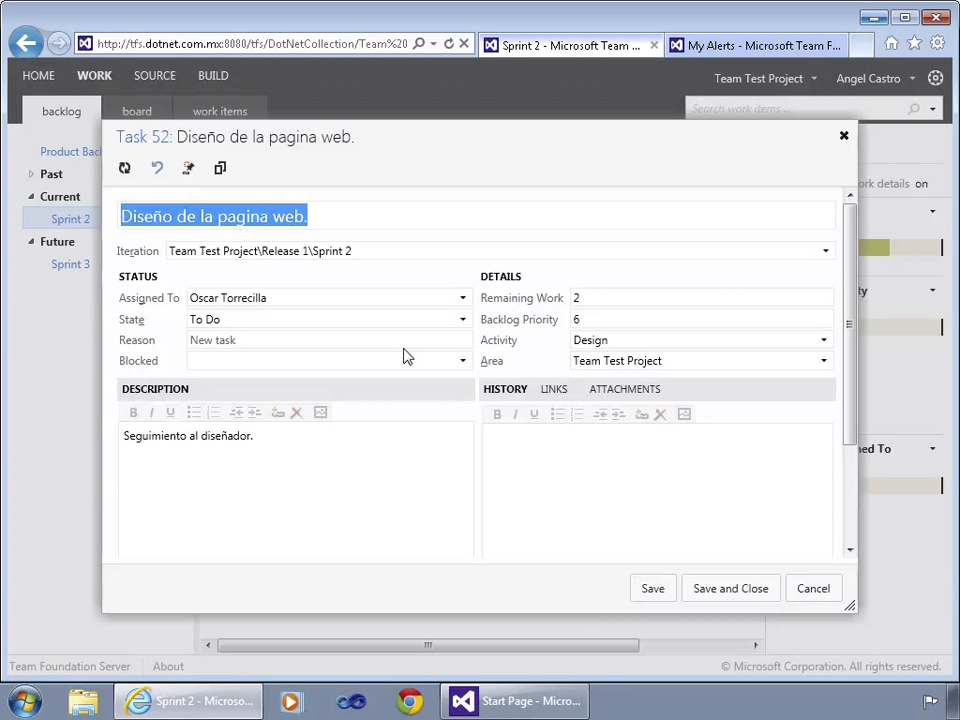 http://tfs.dotnet.com.mx:8080/tfs/DotNetCollection/Team%20
Sprint 2 - Microsoft Team ...
My Alerts - Microsoft Team F...
HOME WORK SOURCE BUILD
Team Test Project Angel Castro
backlog board work items
Search work items...
Task 52: Diseño de la pagina web.
Product Bac
Past
Current
Sprint 2
Future
Sprint 3
ork details on
Diseño de la pagina web.
Iteration Team Test Project\Release 1\Sprint 2
STATUS DETAILS
Assigned To Oscar Torrecilla Remaining Work 2
State To Do Backlog Priority 6
Reason New task Activity Design
Blocked Area Team Test Project
DESCRIPTION HISTORY LINKS ATTACHMENTS
B I U B I U
Seguimiento al diseñador.
ed To
Save Save and Close Cancel
Team Foundation Server About © Microsoft Corporation. All rights reserved.
Sprint 2 - Microso...
Start Page - Micro...